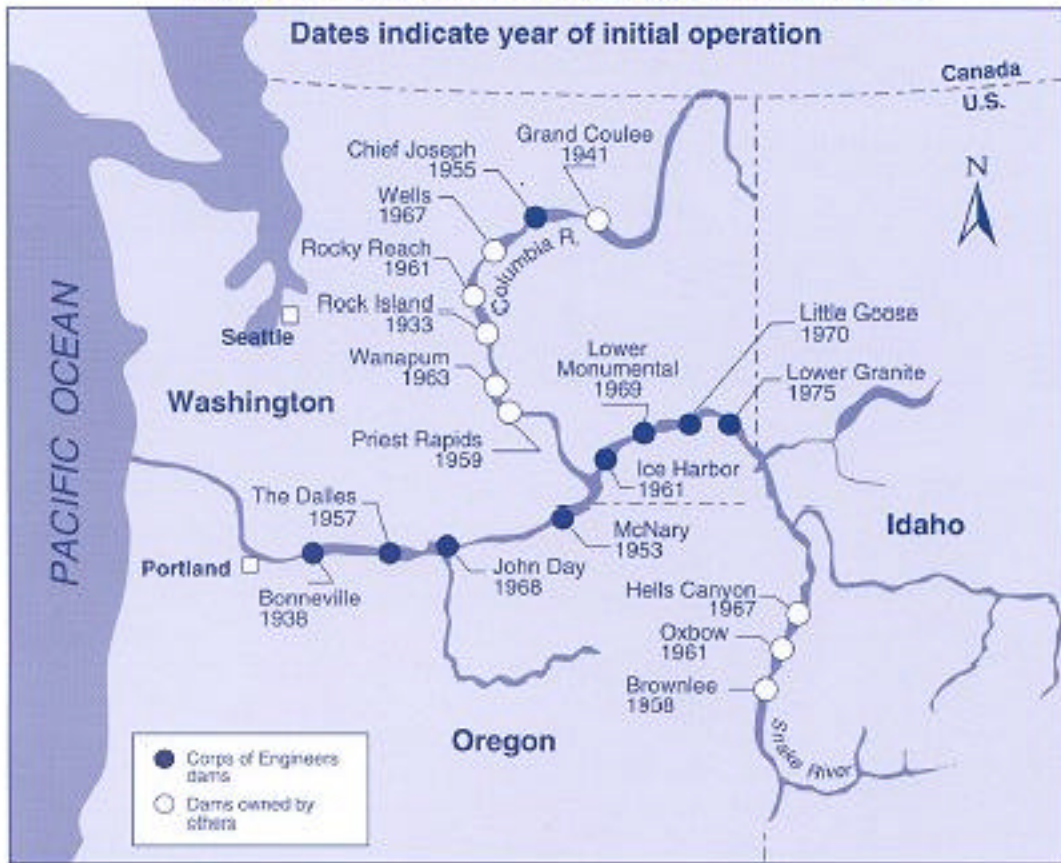 Dates indicate year of initial operation
Canada
U.S.
Grand Coulee
1941
Chief Joseph
1955
N
Wells
1967
Columbia R.
Rocky Reach
1961
Rock Island
1933
Little Goose
1970
Seattle
Wanapum
1963
Lower
Monumental
1969
Lower Granite
1975
Washington
PACIFIC OCEAN
Priest Rapids
1959
Ice Harbor
1961
The Dalles
1957
Idaho
McNary
1953
Portland
John Day
1968
Bonneville
1938
Hells Canyon
1967
Oxbow
1961
Brownlee
1958
Oregon
Snake River
Corps of Engineers
dams
Dams owned by
others